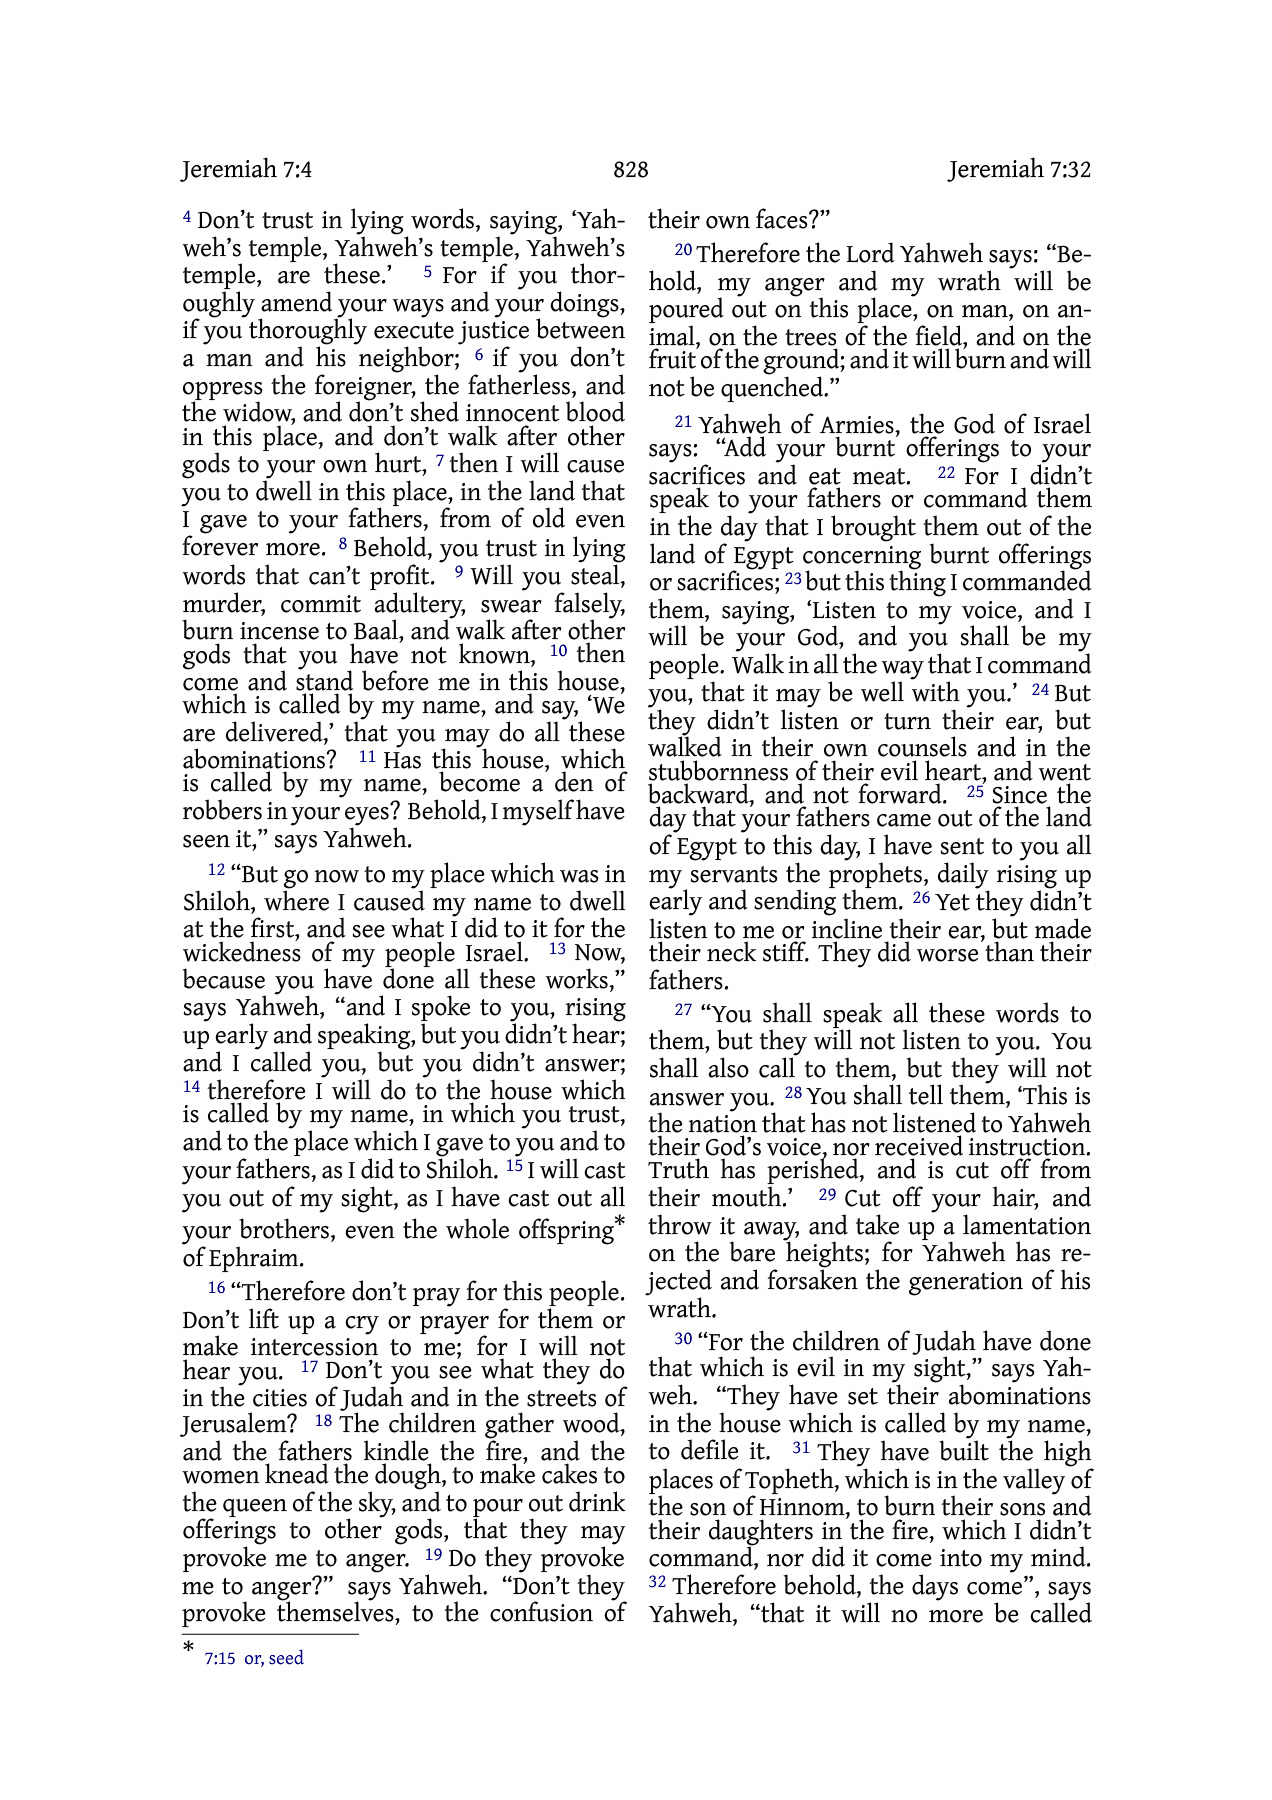 Jeremiah 7:4 828 Jeremiah 7:32
4 Don’t trust in lying words, saying, ‘Yah-
weh’s temple, Yahweh’s temple, Yahweh’s
temple, are these.’ 5 For if you thor-
oughly amend your ways and your doings,
if you thoroughly execute justice between
a man and his neighbor; 6 if you don’t
oppress the foreigner, the fatherless, and
the widow, and don’t shed innocent blood
in this place, and don’t walk after other
gods to your own hurt, 7 then I will cause
you to dwell in this place, in the land that
I gave to your fathers, from of old even
forever more. 8 Behold, you trust in lying
words that can’t profit. 9 Will you steal,
murder, commit adultery, swear falsely,
burn incense to Baal, and walk after other
gods that you have not known, 10 then
come and stand before me in this house,
which is called by my name, and say, ‘We
are delivered,’ that you may do all these
abominations? 11 Has this house, which
is called by my name, become a den of
robbers in your eyes? Behold, I myself have
seen it,” says Yahweh.
12 “But go now to my place which was in
Shiloh, where I caused my name to dwell
at the first, and see what I did to it for the
wickedness of my people Israel. 13 Now,
because you have done all these works,”
says Yahweh, “and I spoke to you, rising
up early and speaking, but you didn’t hear;
and I called you, but you didn’t answer;
14 therefore I will do to the house which
is called by my name, in which you trust,
and to the place which I gave to you and to
your fathers, as I did to Shiloh. 15 I will cast
you out of my sight, as I have cast out all
your brothers, even the whole offspring*
of Ephraim.
16 “Therefore don’t pray for this people.
Don’t lift up a cry or prayer for them or
make intercession to me; for I will not
hear you. 17 Don’t you see what they do
in the cities of Judah and in the streets of
Jerusalem? 18 The children gather wood,
and the fathers kindle the fire, and the
women knead the dough, to make cakes to
the queen of the sky, and to pour out drink
offerings to other gods, that they may
provoke me to anger. 19 Do they provoke
me to anger?” says Yahweh. “Don’t they
provoke themselves, to the confusion of
their own faces?”
20 Therefore the Lord Yahweh says: “Be-
hold, my anger and my wrath will be
poured out on this place, on man, on an-
imal, on the trees of the field, and on the
fruit of the ground; and it will burn and will
not be quenched.”
21 Yahweh of Armies, the God of Israel
says: “Add your burnt offerings to your
sacrifices and eat meat. 22 For I didn’t
speak to your fathers or command them
in the day that I brought them out of the
land of Egypt concerning burnt offerings
or sacrifices; 23 but this thing I commanded
them, saying, ‘Listen to my voice, and I
will be your God, and you shall be my
people. Walk in all the way that I command
you, that it may be well with you.’ 24 But
they didn’t listen or turn their ear, but
walked in their own counsels and in the
stubbornness of their evil heart, and went
backward, and not forward. 25 Since the
day that your fathers came out of the land
of Egypt to this day, I have sent to you all
my servants the prophets, daily rising up
early and sending them. 26 Yet they didn’t
listen to me or incline their ear, but made
their neck stiff. They did worse than their
fathers.
27 “You shall speak all these words to
them, but they will not listen to you. You
shall also call to them, but they will not
answer you. 28 You shall tell them, ‘This is
the nation that has not listened to Yahweh
their God’s voice, nor received instruction.
Truth has perished, and is cut off from
their mouth.’ 29 Cut off your hair, and
throw it away, and take up a lamentation
on the bare heights; for Yahweh has re-
jected and forsaken the generation of his
wrath.
30 “For the children of Judah have done
that which is evil in my sight,” says Yah-
weh. “They have set their abominations
in the house which is called by my name,
to defile it. 31 They have built the high
places of Topheth, which is in the valley of
the son of Hinnom, to burn their sons and
their daughters in the fire, which I didn’t
command, nor did it come into my mind.
32 Therefore behold, the days come”, says
Yahweh, “that it will no more be called
* 7:15 or, seed